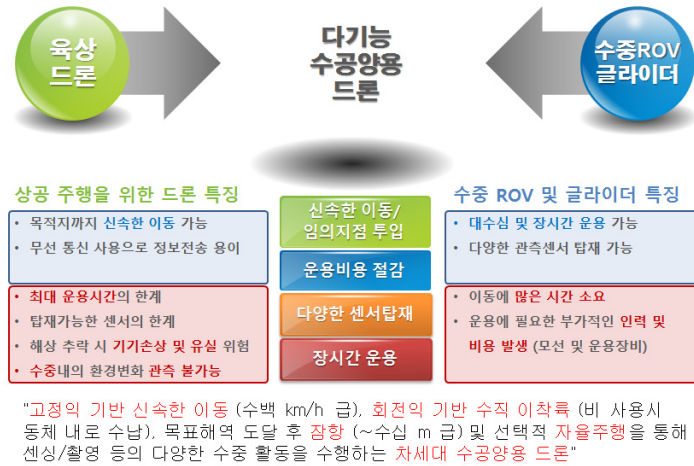 육상
드론
다기능
수공양용
드론
수중ROV
글라이더
상공 주행을 위한 드론 특징
• 목적지까지 신속한 이동 가능
• 무선 통신 사용으로 정보전송 용이
• 최대 운용시간의 한계
• 탑재가능한 센서의 한계
• 해상 추락 시 기기손상 및 유실 위험
• 수중내의 환경변화 관측 불가능
신속한 이동/
임의지점 투입
운용비용 절감
다양한 센서탑재
장시간 운용
수중 ROV 및 글라이더 특징
• 대수심 및 장시간 운용 가능
• 다양한 관측센서 탑재 가능
• 이동에 많은 시간 소요
• 운용에 필요한 부가적인 인력 및
비용 발생 (모선 및 운용장비)
"고정익 기반 신속한 이동 (수백 km/h 급), 회전익 기반 수직 이착륙 (비 사용시
동체 내로 수납), 목표해역 도달 후 잠항 (~수십 m 급) 및 선택적 자율주행을 통해
센싱/촬영 등의 다양한 수중 활동을 수행하는 차세대 수공양용 드론"